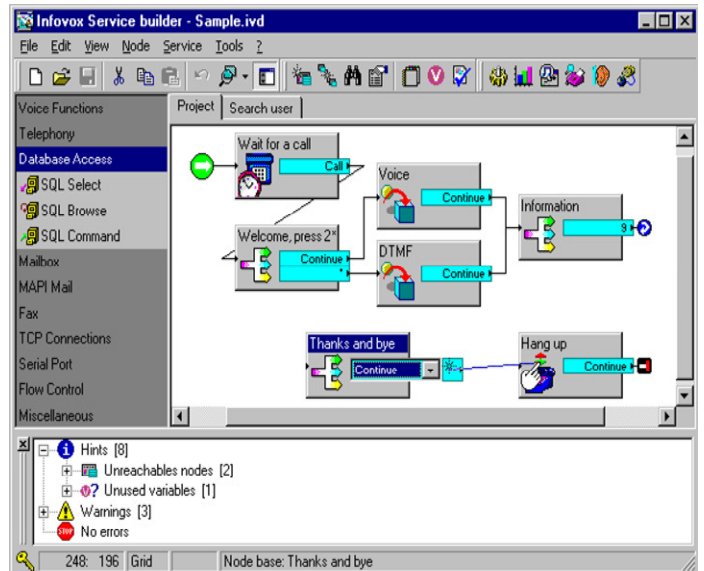 Infovox Service builder - Sample.ivd
File Edit View Node Service Tools ?
Voice Functions
Telephony
Database Access
SQL Select
SQL Browse
SQL Command
Mailbox
MAPI Mail
Fax
TCP Connections
Serial Port
Flow Control
Miscellaneous
Project Search user
Wait for a call
Call
Voice
Continue
Information
9
Welcome, press 2*
Continue
*
DTMF
Continue
Thanks and bye
Continue
Hang up
Continue
Hints [8]
Unreachables nodes [2]
Unused variables [1]
Warnings [3]
STOP No errors
248: 196 Grid Node base: Thanks and bye